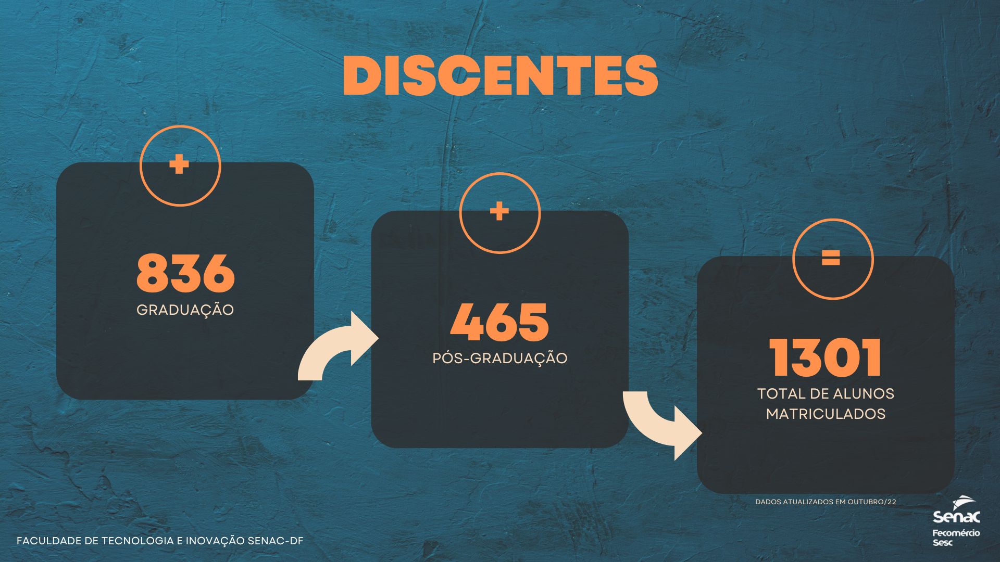 DISCENTES
+
836
GRADUAÇÃO
+
465
PÓS-GRADUAÇÃO
=
1301
TOTAL DE ALUNOS
MATRICULADOS
DADOS ATUALIZADOS EM OUTUBRO/22
FACULDADE DE TECNOLOGIA E INOVAÇÃO SENAC-DF
Senac
Fecomércio
Sesc